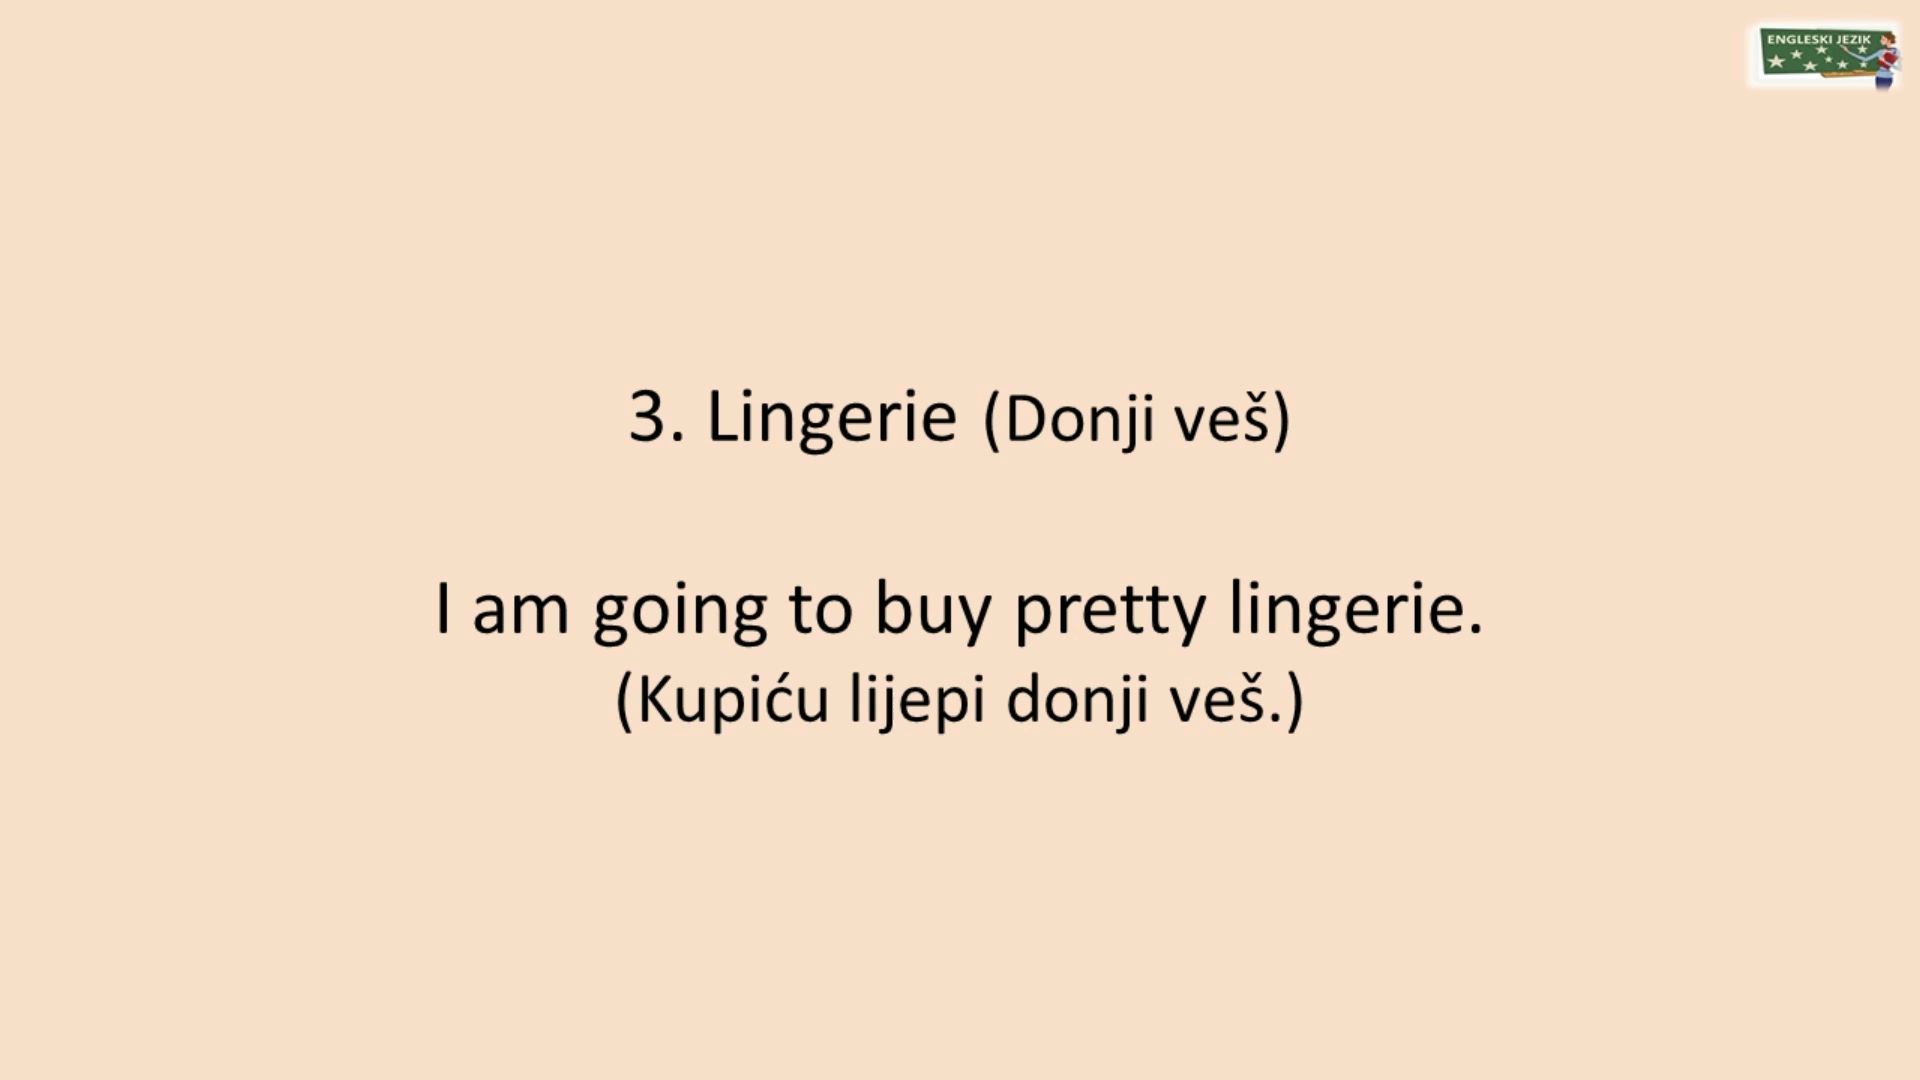 ENGLESKI JEZIK
3. Lingerie (Donji veš)
I am going to buy pretty lingerie.
(Kupiću lijepi donji veš.)